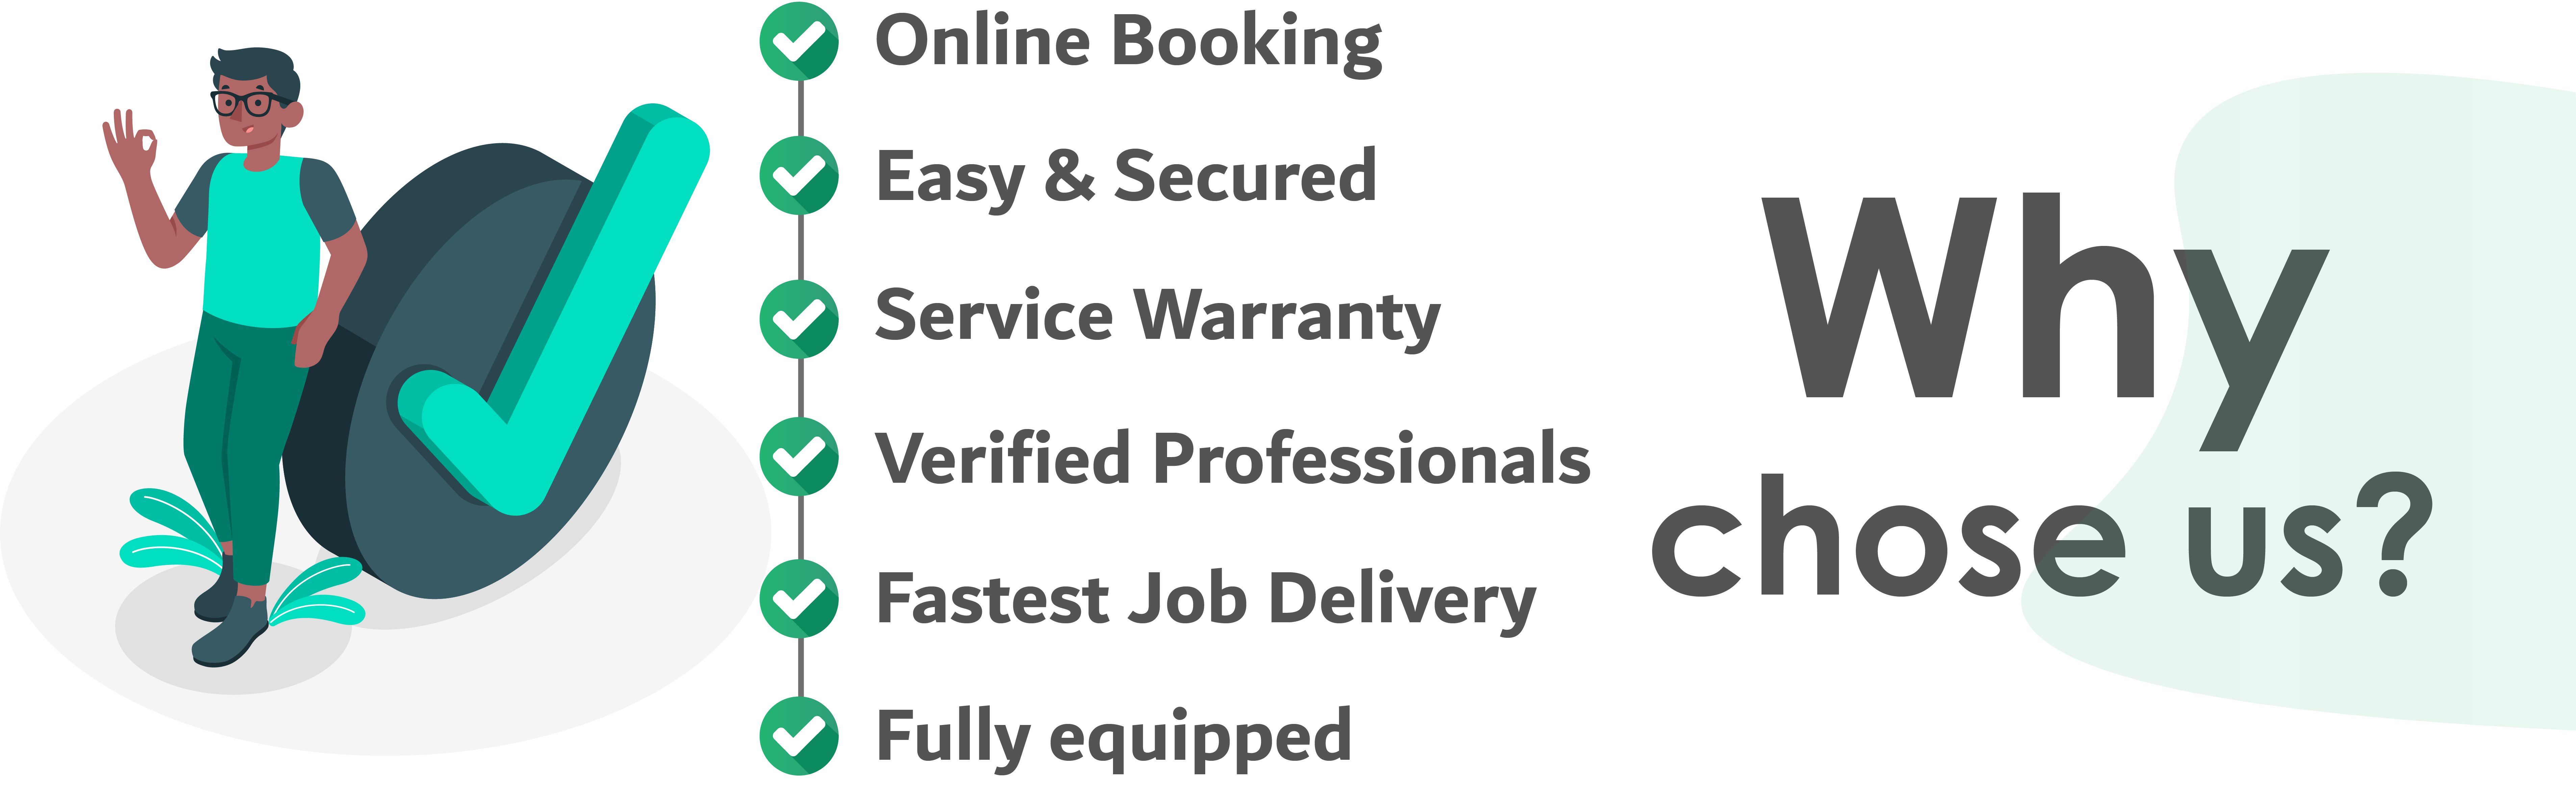 Online Booking
Easy & Secured
Service Warranty
Verified Professionals
Fastest Job Delivery
Fully equipped
Why
chose us?